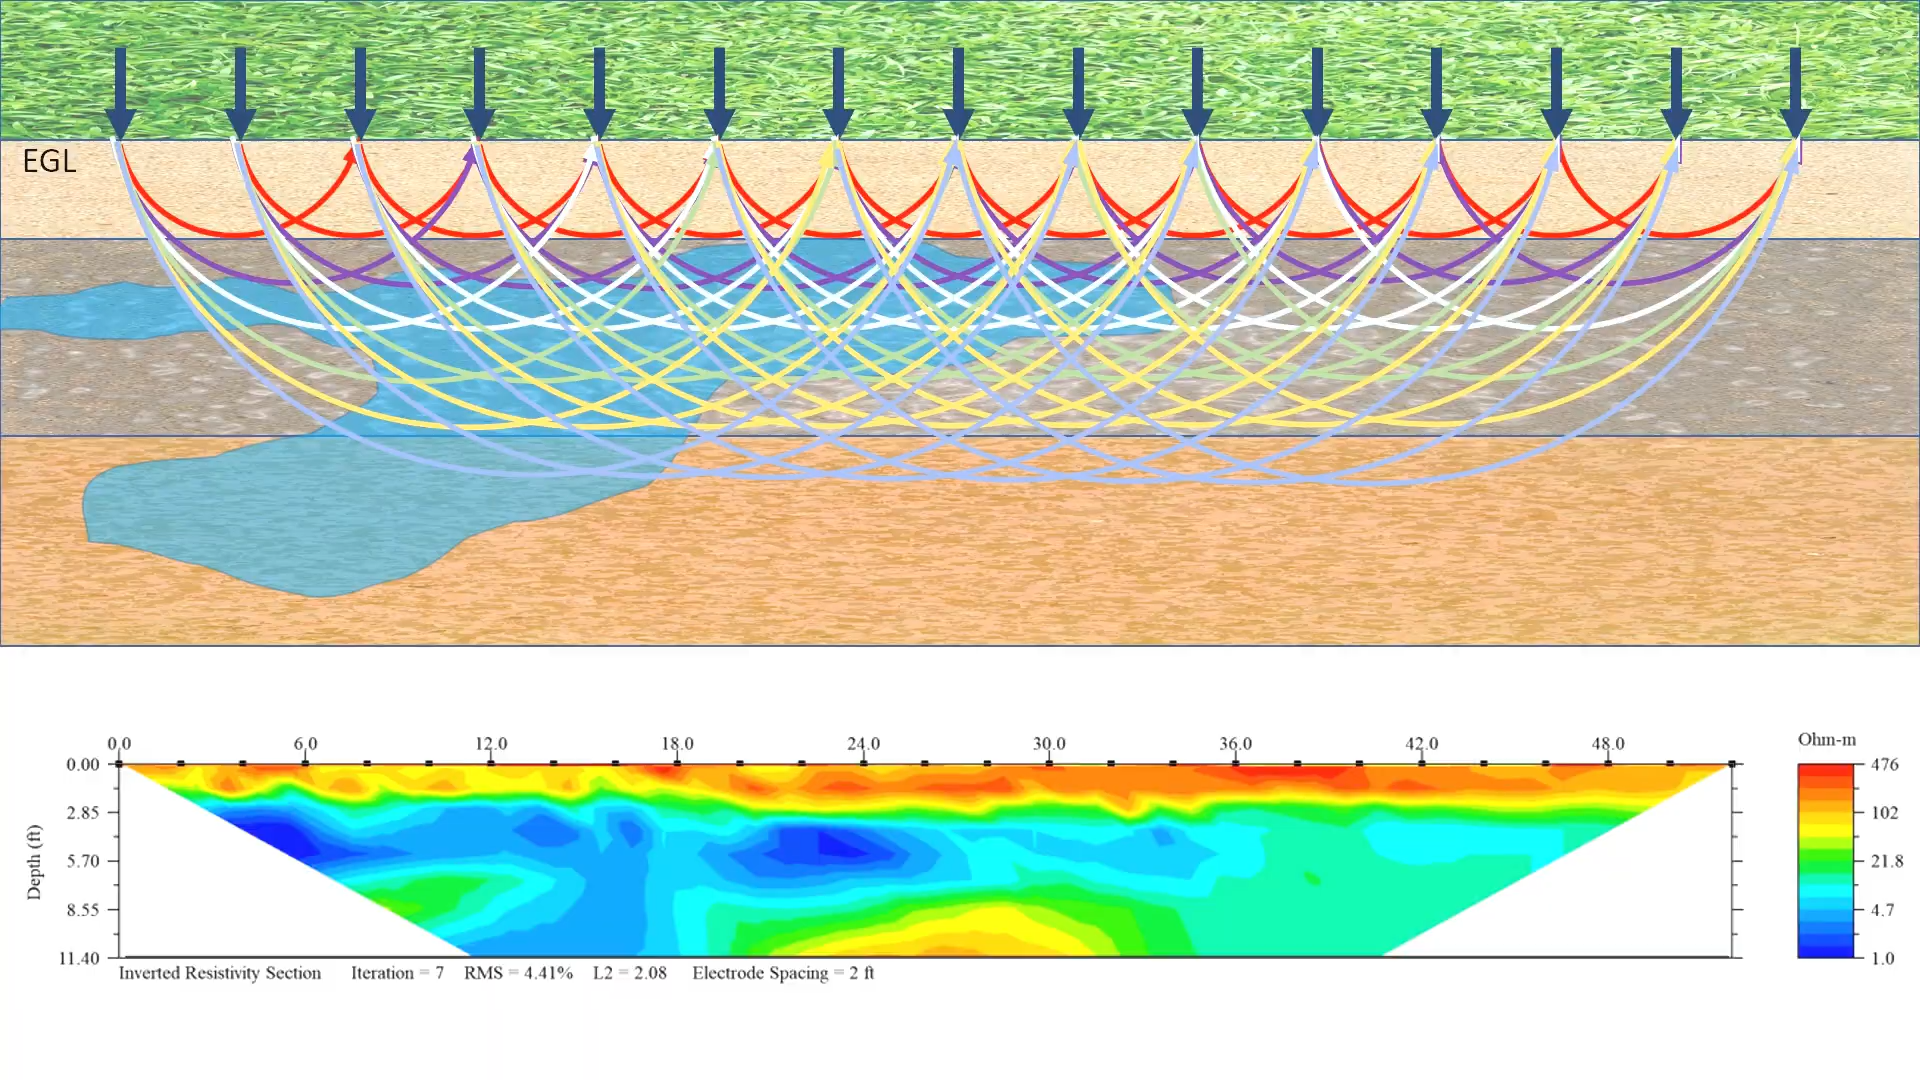 EGL
0.0 6.0 12.0 18.0 24.0 30.0 36.0 42.0 48.0
Ohm-m
0.00
2.85
5.70
8.55
11.40
Depth (ft)
476
102
21.8
4.7
1.0
Inverted Resistivity Section Iteration = 7 RMS = 4.41% L2 = 2.08 Electrode Spacing = 2 ft